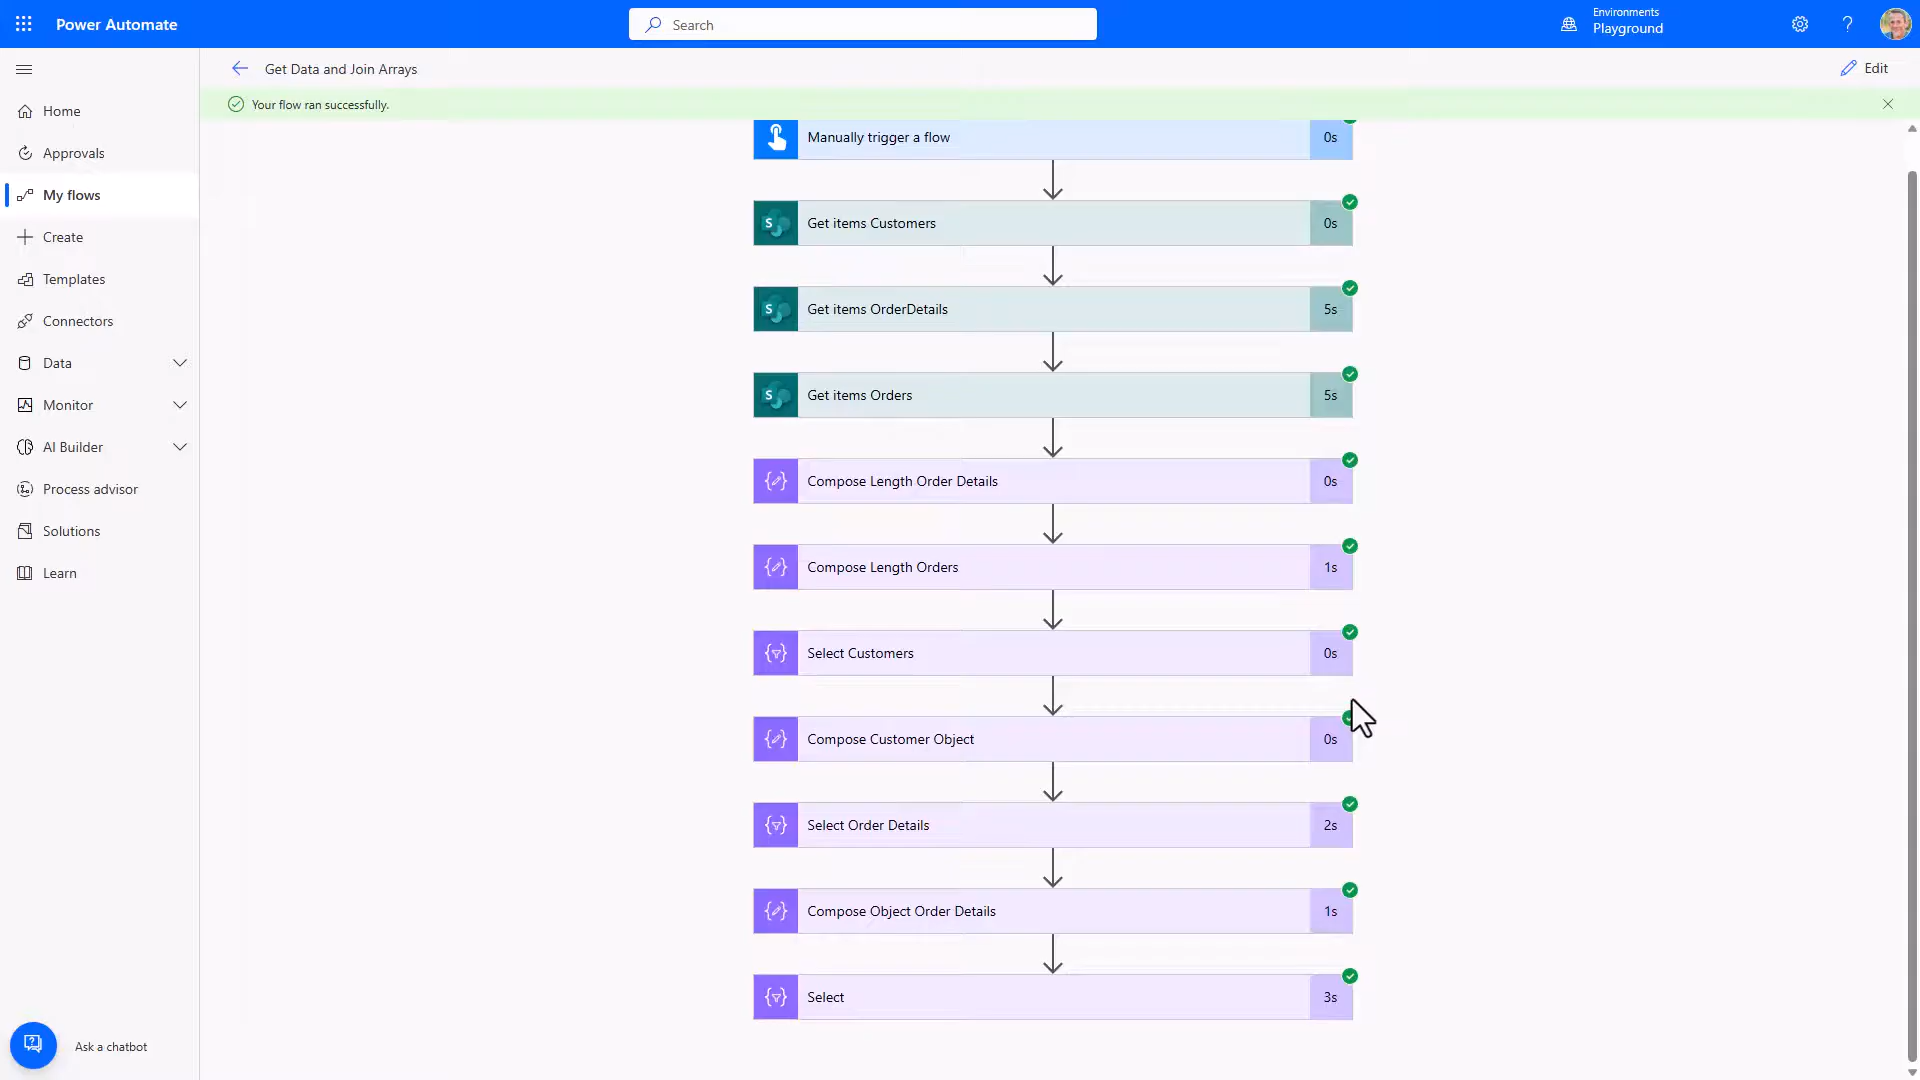 Power Automate
Search
Environments
Playground
?
Get Data and Join Arrays
Edit
Your flow ran successfully.
Home
Approvals
My flows
Create
Templates
Connectors
Data
Monitor
AI Builder
Process advisor
Solutions
Learn
Ask a chatbot
Manually trigger a flow 0s
S Get items Customers 0s
S Get items OrderDetails 5s
S Get items Orders 5s
Compose Length Order Details 0s
Compose Length Orders 1s
Select Customers 0s
Compose Customer Object 0s
Select Order Details 2s
Compose Object Order Details 1s
Select 3s